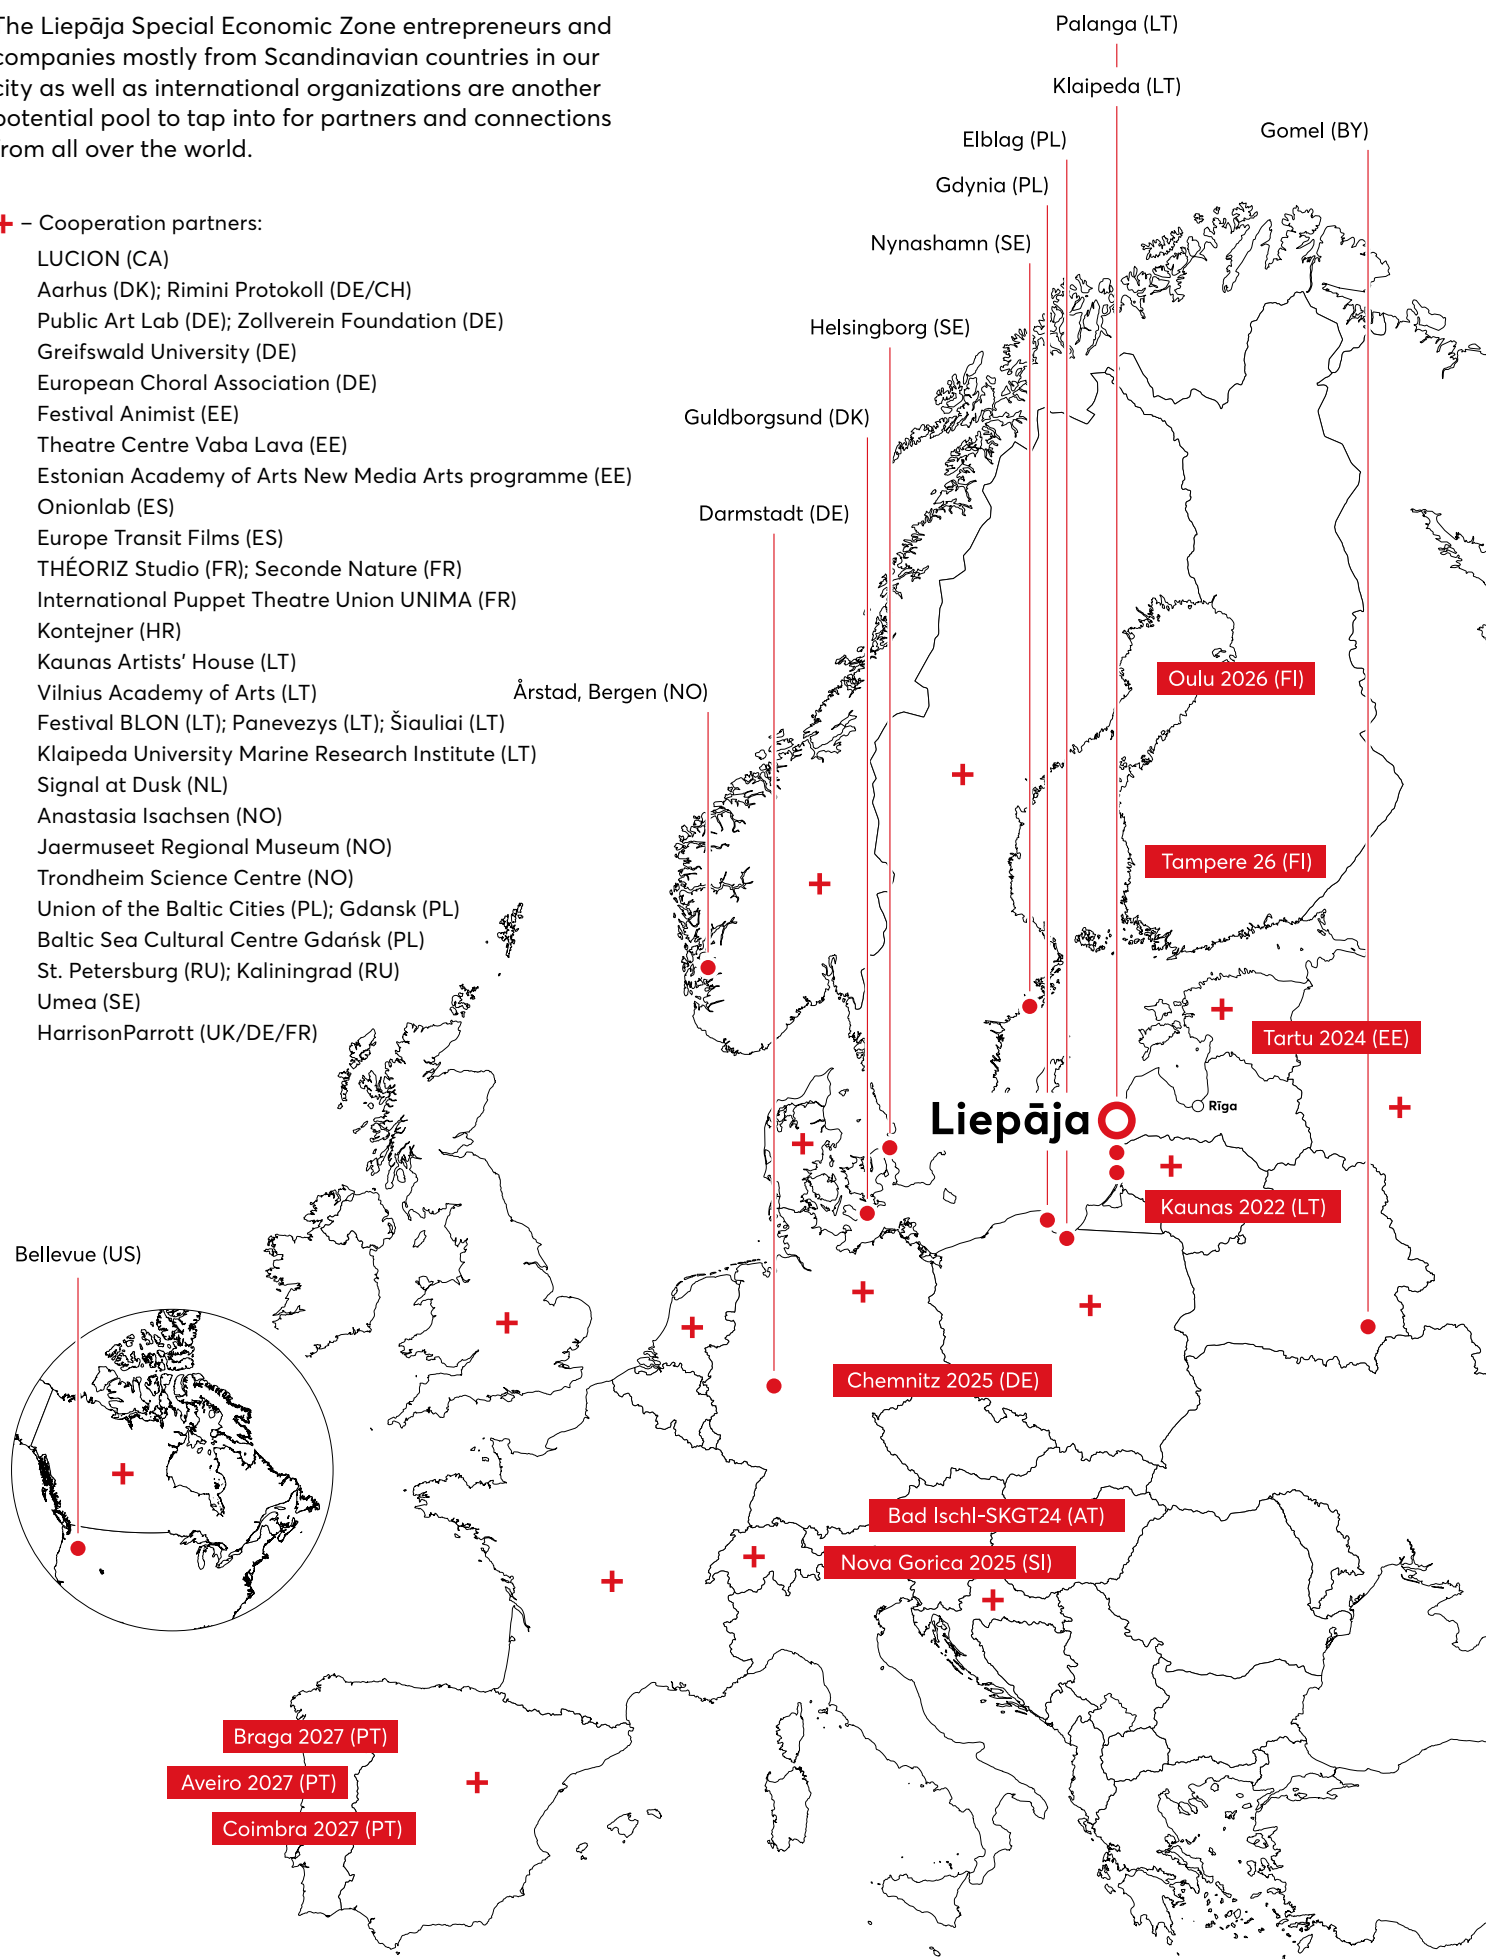 The Liepāja Special Economic Zone entrepreneurs and
companies mostly from Scandinavian countries in our
city as well as international organizations are another
potential pool to tap into for partners and connections
from all over the world.
+ – Cooperation partners:
LUCION (CA)
Aarhus (DK); Rimini Protokoll (DE/CH)
Public Art Lab (DE); Zollverein Foundation (DE)
Greifswald University (DE)
European Choral Association (DE)
Festival Animist (EE)
Theatre Centre Vaba Lava (EE)
Estonian Academy of Arts New Media Arts programme (EE)
Onionlab (ES)
Europe Transit Films (ES)
THÉORIZ Studio (FR); Seconde Nature (FR)
International Puppet Theatre Union UNIMA (FR)
Kontejner (HR)
Kaunas Artists' House (LT)
Vilnius Academy of Arts (LT)
Festival BLON (LT); Panevezys (LT); Šiauliai (LT)
Klaipeda University Marine Research Institute (LT)
Signal at Dusk (NL)
Anastasia Isachsen (NO)
Jaermuseet Regional Museum (NO)
Trondheim Science Centre (NO)
Union of the Baltic Cities (PL); Gdansk (PL)
Baltic Sea Cultural Centre Gdańsk (PL)
St. Petersburg (RU); Kaliningrad (RU)
Umea (SE)
HarrisonParrott (UK/DE/FR)
Palanga (LT)
Klaipeda (LT)
Gomel (BY)
Elblag (PL)
Gdynia (PL)
Nynashamn (SE)
Helsingborg (SE)
Guldborgsund (DK)
Darmstadt (DE)
Årstad, Bergen (NO)
Oulu 2026 (FI)
Tampere 26 (FI)
Tartu 2024 (EE)
Rīga
Liepāja
Kaunas 2022 (LT)
Bellevue (US)
Chemnitz 2025 (DE)
Bad Ischl-SKGT24 (AT)
Nova Gorica 2025 (SI)
Braga 2027 (PT)
Aveiro 2027 (PT)
Coimbra 2027 (PT)